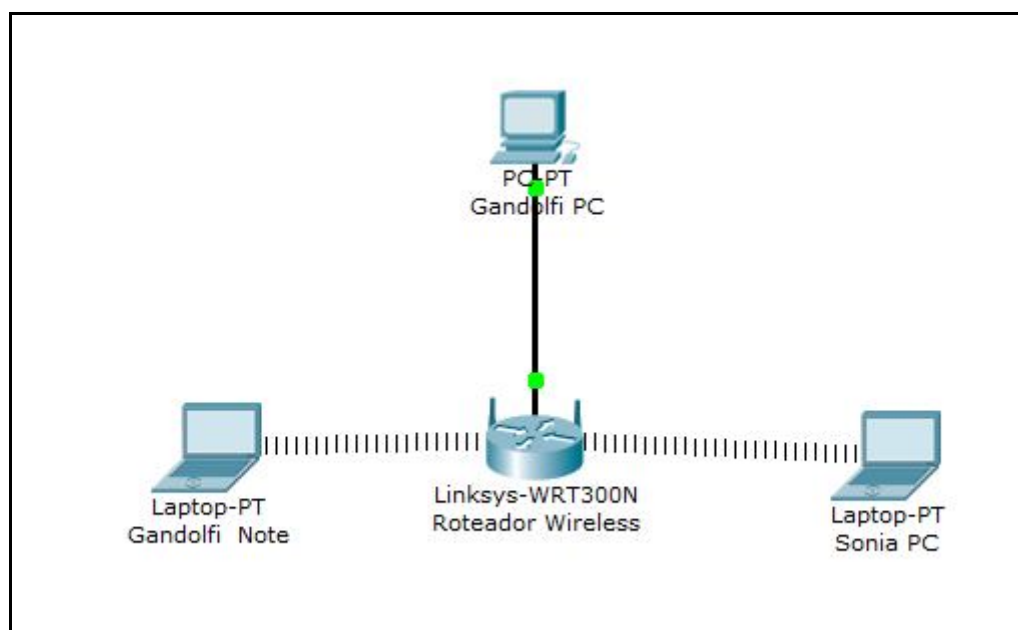 PC-PT
Gandolfi PC
Laptop-PT
Gandolfi  Note
Linksys-WRT300N
Roteador Wireless
Laptop-PT
Sonia PC